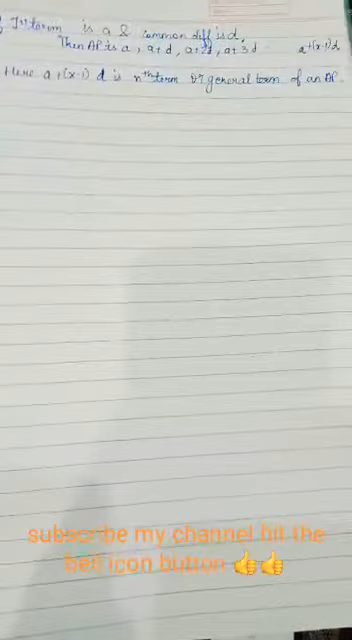 If 1st term is a & common diff is d,
Then AP is a, a+d, a+2d, a+3d a+(x-1)d
Here a+(x-1) d is nth term or general term of an AP.
subscribe my channel hit the
bell icon button 👍👍